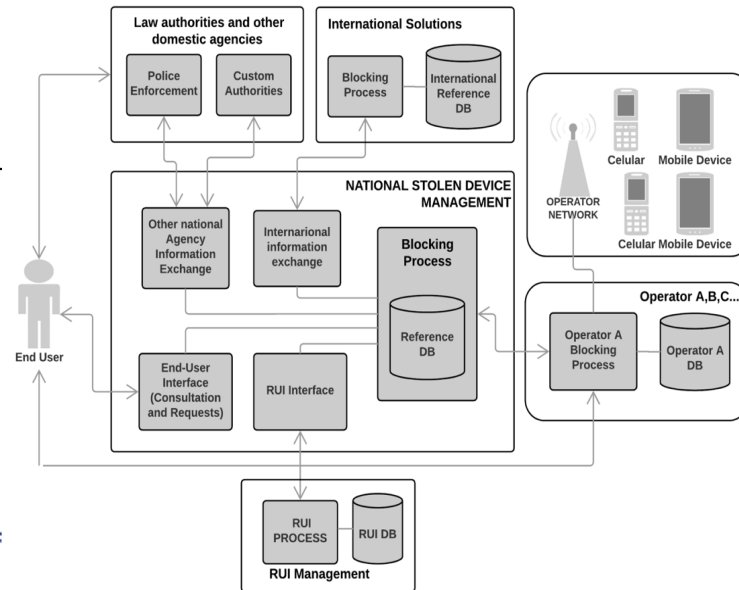 Law authorities and other
domestic agencies
Police
Enforcement
Custom
Authorities
International Solutions
Blocking
Process
International
Reference
DB
Celular
Mobile Device
OPERATOR
NETWORK
Celular
Mobile Device
NATIONAL STOLEN DEVICE
MANAGEMENT
Other national
Agency
Information
Exchange
Internarional
information
exchange
Blocking
Process
Reference
DB
End User
End-User
Interface
(Consultation
and Requests)
RUI Interface
Operator A,B,C...
Operator A
Blocking
Process
Operator A
DB
RUI
PROCESS
RUI DB
RUI Management